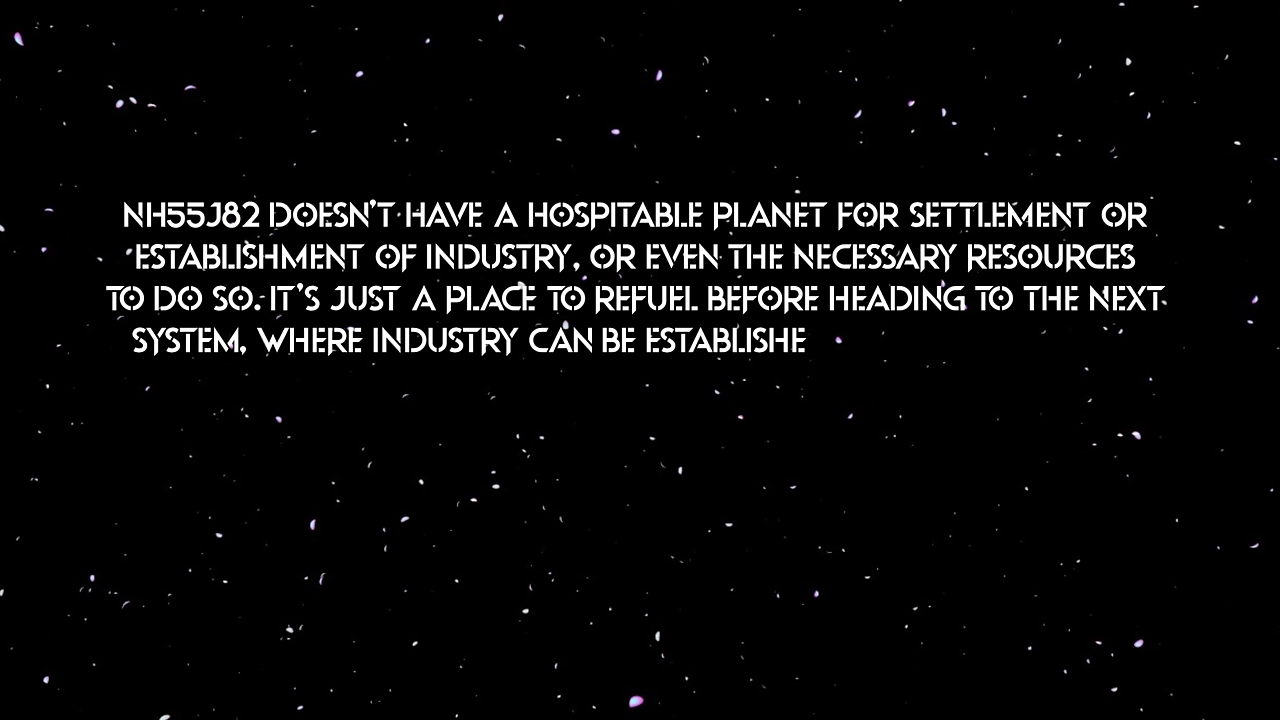 NH55J82 DOESN'T HAVE A HOSPITABLE PLANET FOR SETTLEMENT OR
ESTABLISHMENT OF INDUSTRY, OR EVEN THE NECESSARY RESOURCES
TO DO SO. IT'S JUST A PLACE TO REFUEL BEFORE HEADING TO THE NEXT
SYSTEM, WHERE INDUSTRY CAN BE ESTABLISHE